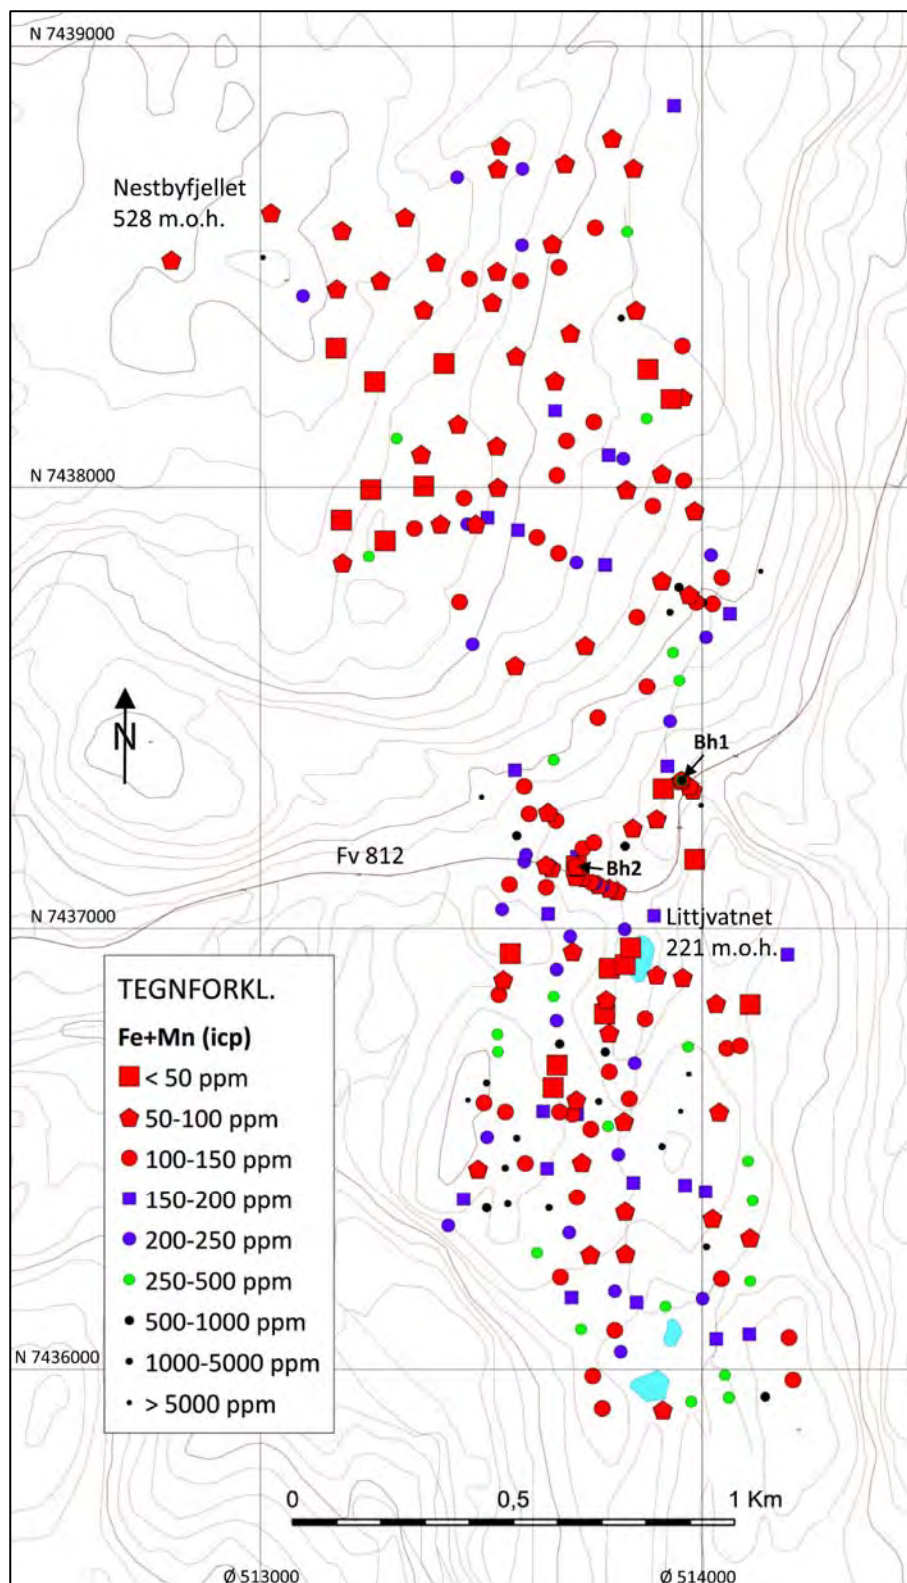 N 7439000
Nestbyfjellet
528 m.o.h.
N 7438000
N
Bh1
Fv 812
Bh2
N 7437000
Littjvatnet
221 m.o.h.
TEGNFORKL.
Fe+Mn (icp)
< 50 ppm
50-100 ppm
100-150 ppm
150-200 ppm
200-250 ppm
250-500 ppm
500-1000 ppm
1000-5000 ppm
> 5000 ppm
N 7436000
0 0,5 1 Km
Ø 513000 Ø 514000